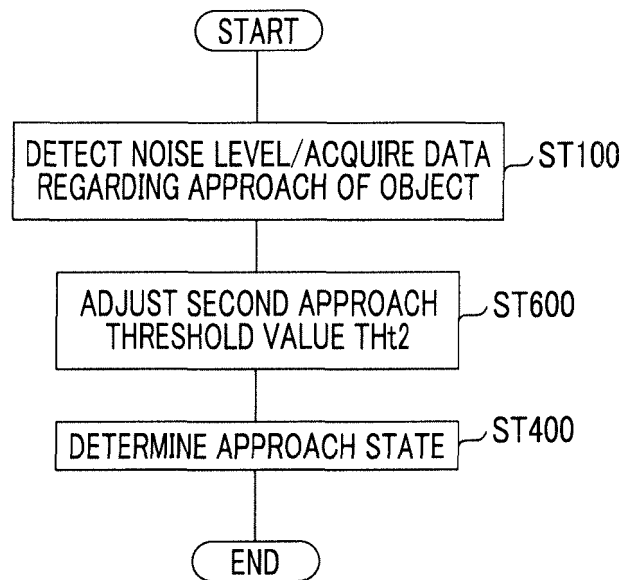 START
DETECT NOISE LEVEL/ACQUIRE DATA
REGARDING APPROACH OF OBJECT
ST100
ADJUST SECOND APPROACH
THRESHOLD VALUE THt2
ST600
DETERMINE APPROACH STATE
ST400
END